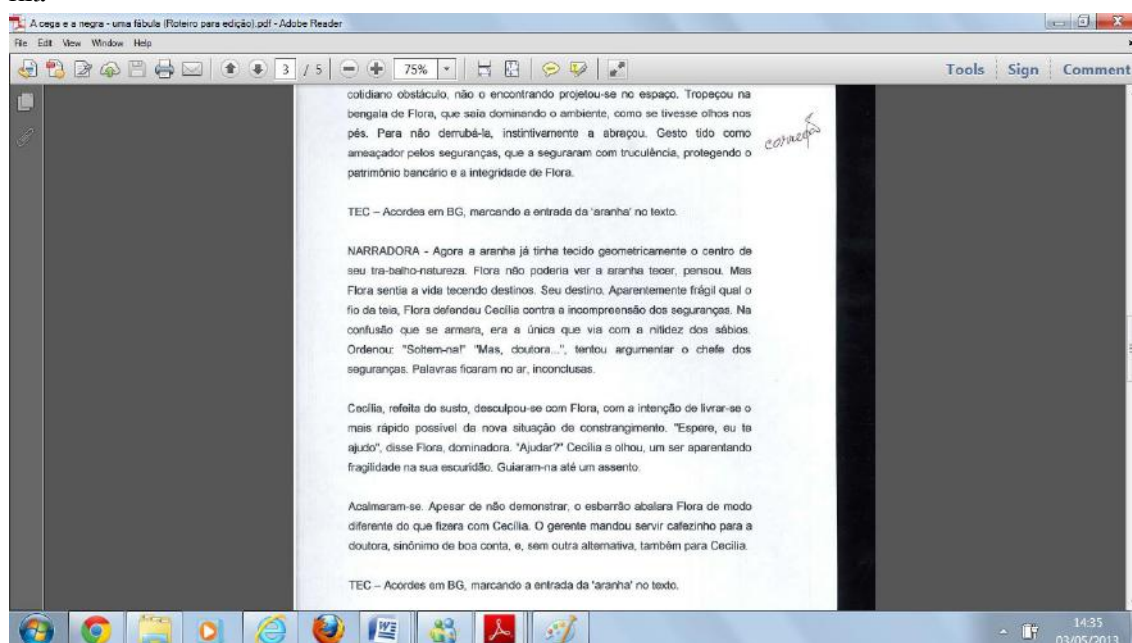 A cega e a negra - uma fábula (Roteiro para edição).pdf - Adobe Reader
File Edit View Window Help
3 / 5 75% Tools Sign Comment
cotidiano obstáculo, não o encontrando projetou-se no espaço. Tropeçou na
bengala de Flora, que saía dominando o ambiente, como se tivesse olhos nos
pés. Para não derrubá-la, instintivamente a abraçou. Gesto tido como
ameaçador pelos seguranças, que a seguraram com truculência, protegendo o
patrimônio bancário e a integridade de Flora.
TEC – Acordes em BG, marcando a entrada da 'aranha' no texto.
NARRADORA - Agora a aranha já tinha tecido geometricamente o centro de
seu tra-balho-natureza. Flora não poderia ver a aranha tecer, pensou. Mas
Flora sentia a vida tecendo destinos. Seu destino. Aparentemente frágil qual o
fio da teia, Flora defendeu Cecília contra a incompreensão dos seguranças. Na
confusão que se armara, era a única que via com a nitidez dos sábios.
Ordenou: "Soltem-na!" "Mas, doutora...", tentou argumentar o chefe dos
seguranças. Palavras ficaram no ar, inconclusas.
Cecília, refeita do susto, desculpou-se com Flora, com a intenção de livrar-se o
mais rápido possível da nova situação de constrangimento. "Espere, eu te
ajudo", disse Flora, dominadora. "Ajudar?" Cecília a olhou, um ser aparentando
fragilidade na sua escuridão. Guiaram-na até um assento.
Acalmaram-se. Apesar de não demonstrar, o esbarrão abalara Flora de modo
diferente do que fizera com Cecília. O gerente mandou servir cafezinho para a
doutora, sinônimo de boa conta, e, sem outra alternativa, também para Cecília.
TEC – Acordes em BG, marcando a entrada da 'aranha' no texto.
14:35
03/05/2013